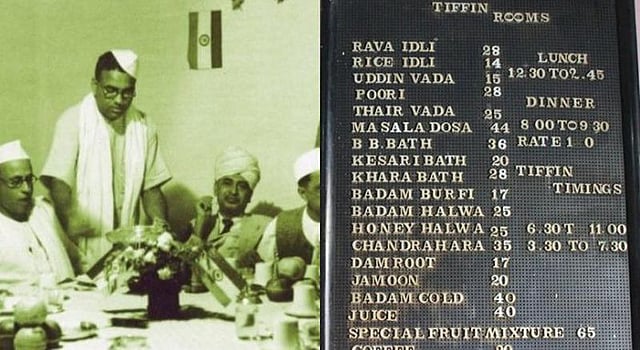 TIFFIN
ROOMS
RAVA IDLI 28
RICE IDLI 14
UDDIN VADA 15
POORI 28
THAIR VADA 25
MASALA DOSA 44
B B.BATH 36
KESARI BATH 20
KHARA BATH 28
BADAM BURFI 17
BADAM HALWA 25
HONEY HALWA 25
CHANDRAHARA 35
DAM ROOT 17
JAMOON 20
BADAM COLD 40
JUICE 40
SPECIAL FRUIT MIXTURE 65
COFFEE 20
LUNCH
12.30 TO 2.45
DINNER
8 00 TO 9 30
RATE 1 0
TIFFIN
TIMINGS
6.30 T 11.00
3.30 TO 7.30